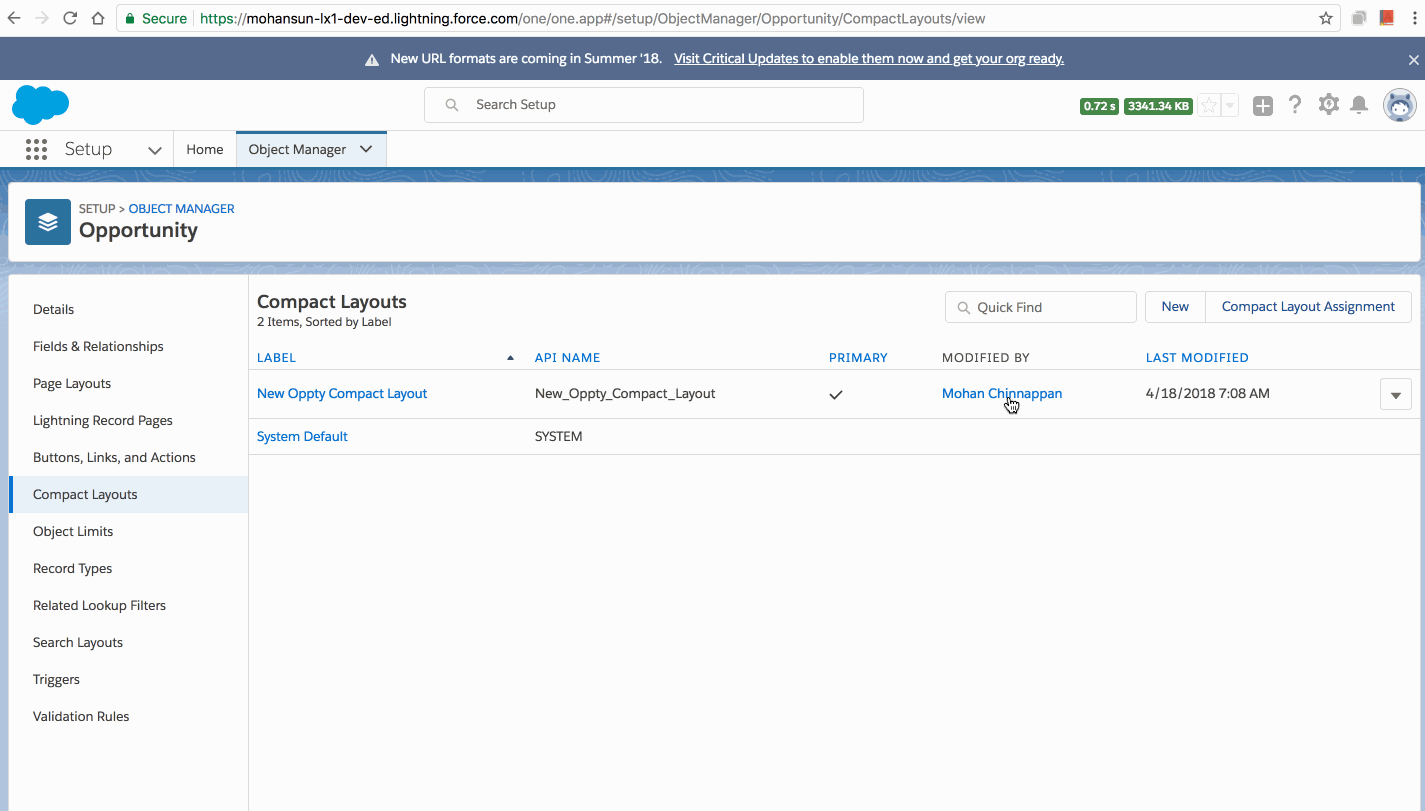 Secure https://mohansun-lx1-dev-ed.lightning.force.com/one/one.app#/setup/ObjectManager/Opportunity/CompactLayouts/view
New URL formats are coming in Summer '18. Visit Critical Updates to enable them now and get your org ready.
Search Setup
0.72 s 3341.34 KB
Setup Home Object Manager
SETUP > OBJECT MANAGER
Opportunity
Details
Fields & Relationships
Page Layouts
Lightning Record Pages
Buttons, Links, and Actions
Compact Layouts
Object Limits
Record Types
Related Lookup Filters
Search Layouts
Triggers
Validation Rules
Compact Layouts
2 Items, Sorted by Label
Quick Find New Compact Layout Assignment
LABEL API NAME PRIMARY MODIFIED BY LAST MODIFIED
New Oppty Compact Layout New_Oppty_Compact_Layout Mohan Chinnappan 4/18/2018 7:08 AM
System Default SYSTEM